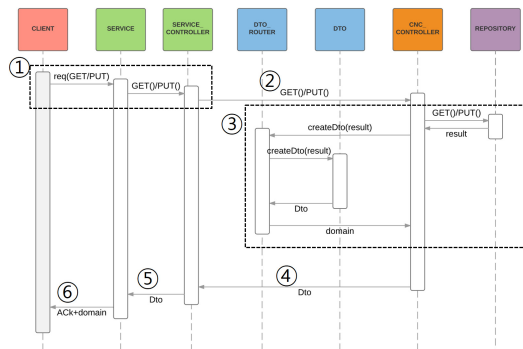 CLIENT
SERVICE
SERVICE_
CONTROLLER
DTO_
ROUTER
DTO
CNC_
CONTROLLER
REPOSITORY
①
req(GET/PUT)
GET()/PUT()
②
GET()/PUT()
③
GET()/PUT()
createDto(result)
result
createDto(result)
Dto
domain
④
Dto
⑤
Dto
⑥
ACk+domain